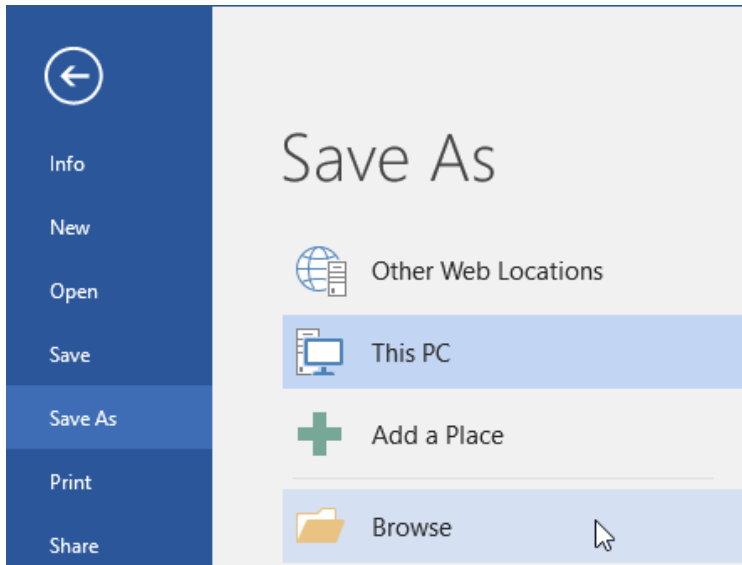 Info
New
Open
Save
Save As
Print
Share
Save As
Other Web Locations
This PC
Add a Place
Browse